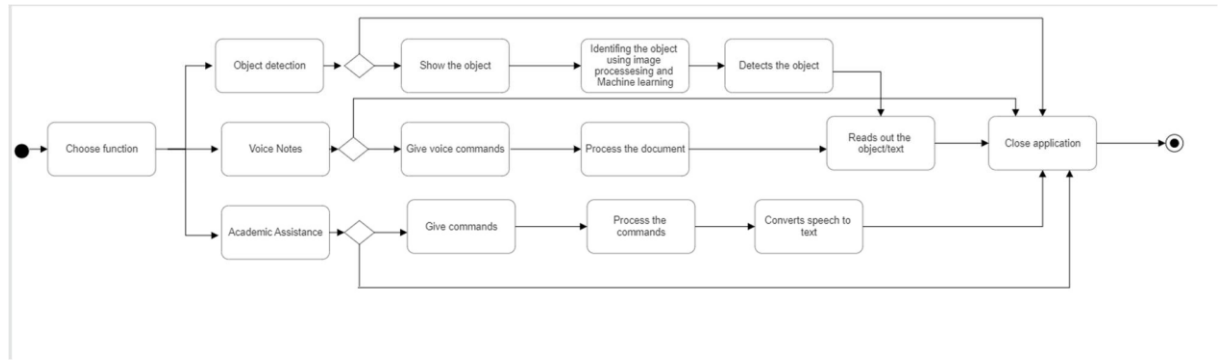 Object detection
Show the object
Identifing the object
using image
processesing and
Machine learning
Detects the object
Choose function
Voice Notes
Give voice commands
Process the document
Reads out the
object/text
Close application
Academic Assistance
Give commands
Process the
commands
Converts speech to
text